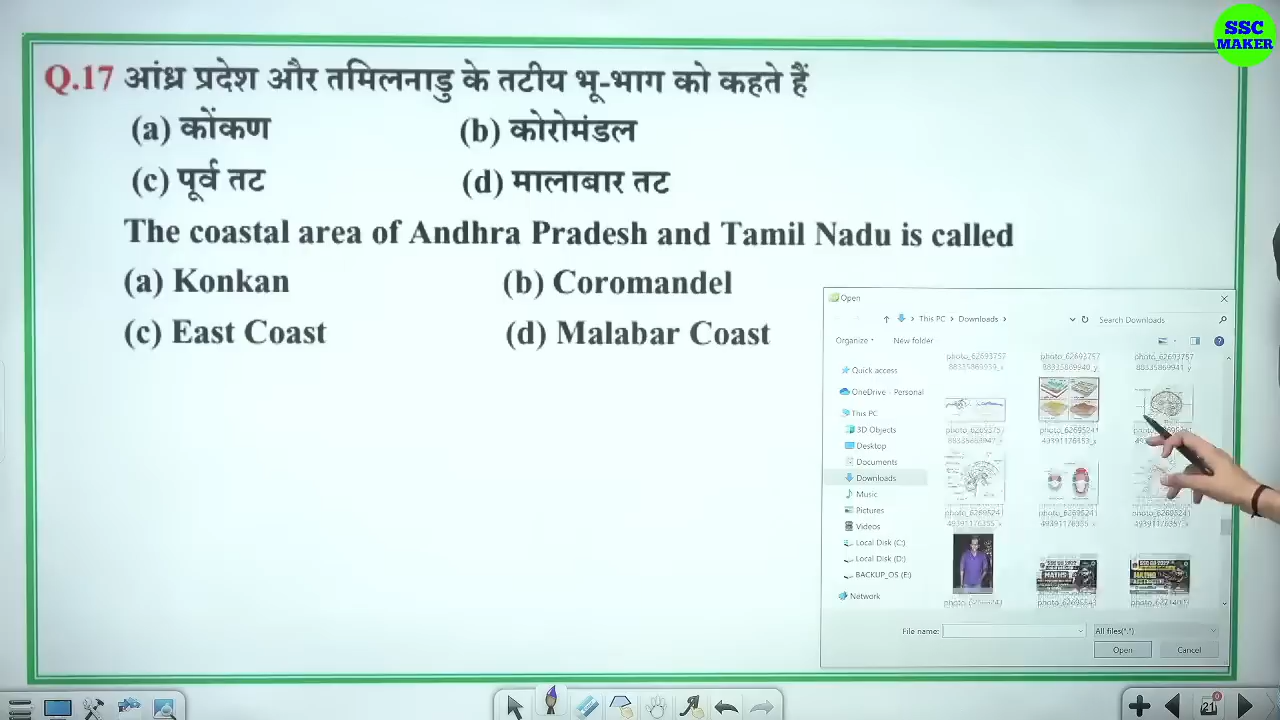 SSC
MAKER
Q.17 आंध्र प्रदेश और तमिलनाडु के तटीय भू-भाग को कहते हैं
(a) कोंकण (b) कोरोमंडल
(c) पूर्व तट (d) मालाबार तट
The coastal area of Andhra Pradesh and Tamil Nadu is called
(a) Konkan (b) Coromandel
(c) East Coast (d) Malabar Coast
Open
This PC > Downloads > Search Downloads
Organize New folder
Quick access
OneDrive - Personal
This PC
3D Objects
Desktop
Documents
Downloads
Music
Pictures
Videos
Local Disk (C:)
Local Disk (D:)
BACKUP_OS (E:)
Network
File name: All files(*.*)
Open Cancel
21